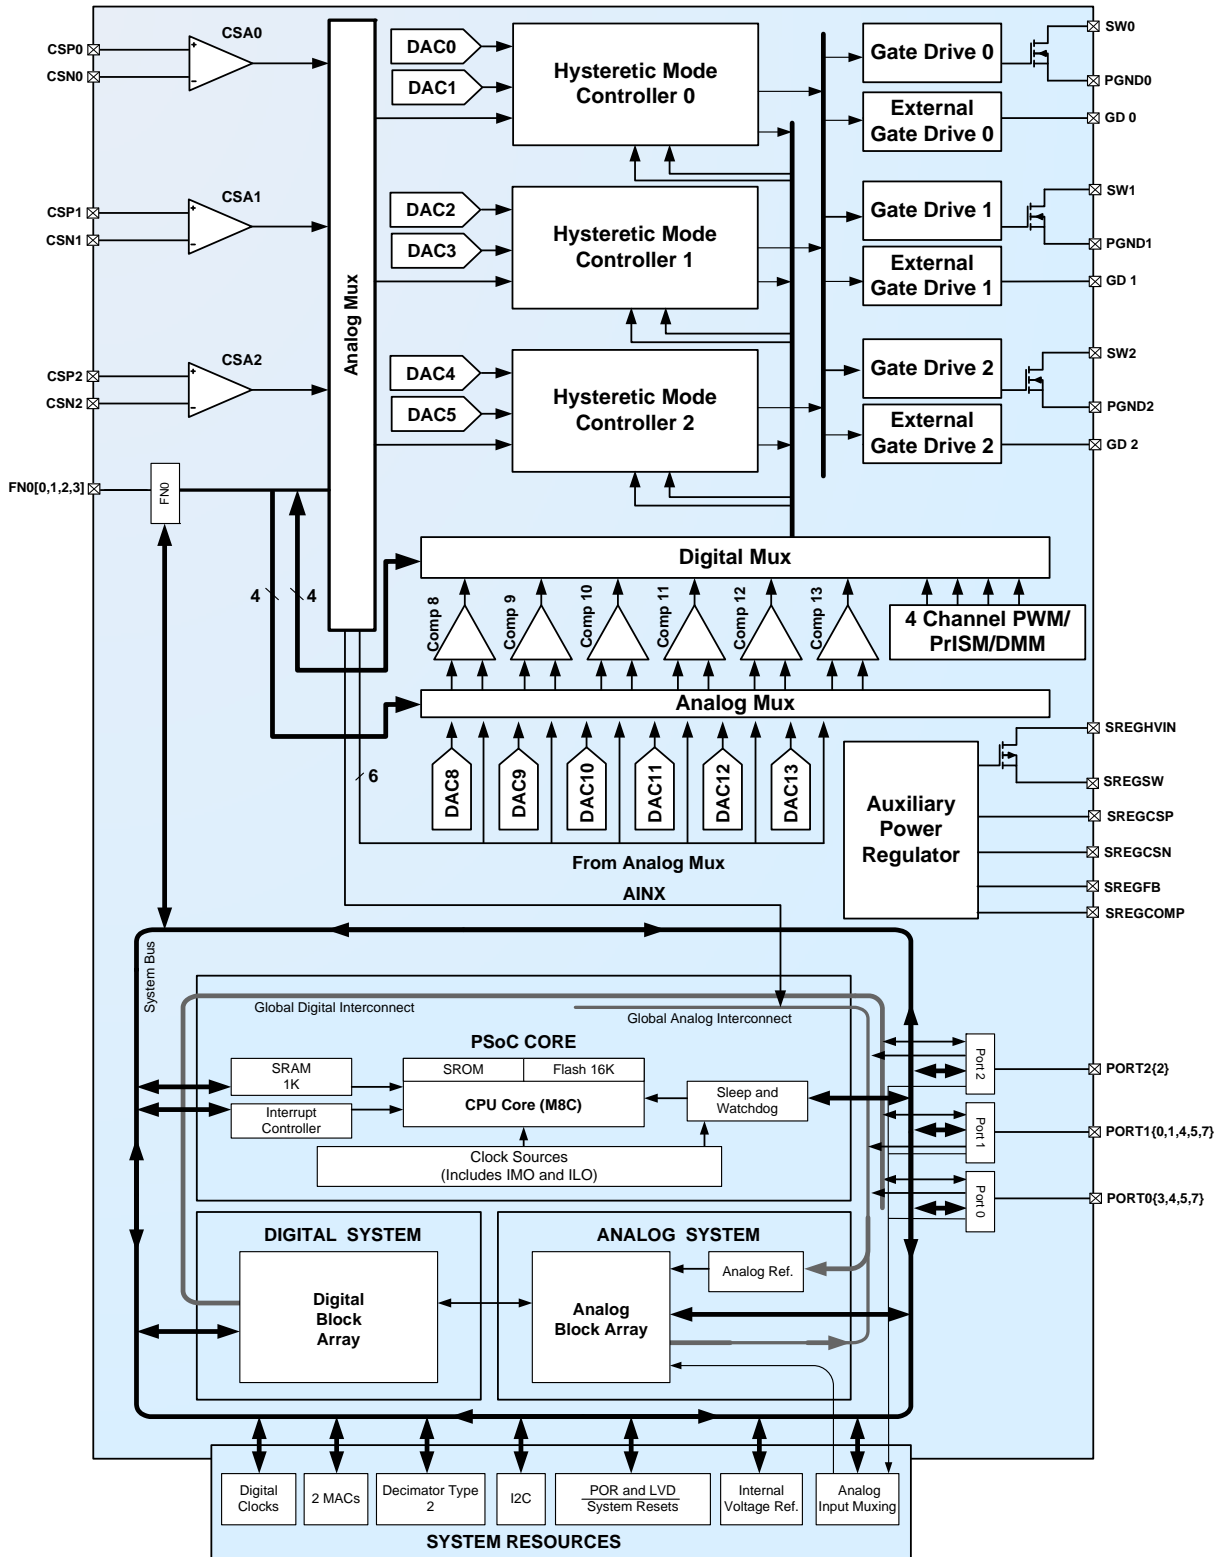 CSP0
CSN0
CSA0
DAC0
DAC1
Hysteretic Mode
Controller 0
Gate Drive 0
External
Gate Drive 0
SW0
PGND0
GD 0
CSP1
CSN1
CSA1
Analog Mux
DAC2
DAC3
Hysteretic Mode
Controller 1
Gate Drive 1
External
Gate Drive 1
SW1
PGND1
GD 1
CSP2
CSN2
CSA2
DAC4
DAC5
Hysteretic Mode
Controller 2
Gate Drive 2
External
Gate Drive 2
SW2
PGND2
GD 2
FN0[0,1,2,3]
FN0
Digital Mux
4
4
Comp 8
Comp 9
Comp 10
Comp 11
Comp 12
Comp 13
4 Channel PWM/
PrISM/DMM
Analog Mux
6
DAC8
DAC9
DAC10
DAC11
DAC12
DAC13
From Analog Mux
AINX
Auxiliary
Power
Regulator
SREGHVIN
SREGSW
SREGCSP
SREGCSN
SREGFB
SREGCOMP
System Bus
Global Digital Interconnect
Global Analog Interconnect
PSoC CORE
SRAM
1K
SROM
Flash 16K
CPU Core (M8C)
Interrupt
Controller
Sleep and
Watchdog
Clock Sources
(Includes IMO and ILO)
Port 2
PORT2{2}
Port 1
PORT1{0,1,4,5,7}
Port 0
PORT0{3,4,5,7}
DIGITAL SYSTEM
Digital
Block
Array
ANALOG SYSTEM
Analog Ref.
Analog
Block Array
Digital
Clocks
2 MACs
Decimator Type
2
I2C
POR and LVD
System Resets
Internal
Voltage Ref.
Analog
Input Muxing
SYSTEM RESOURCES